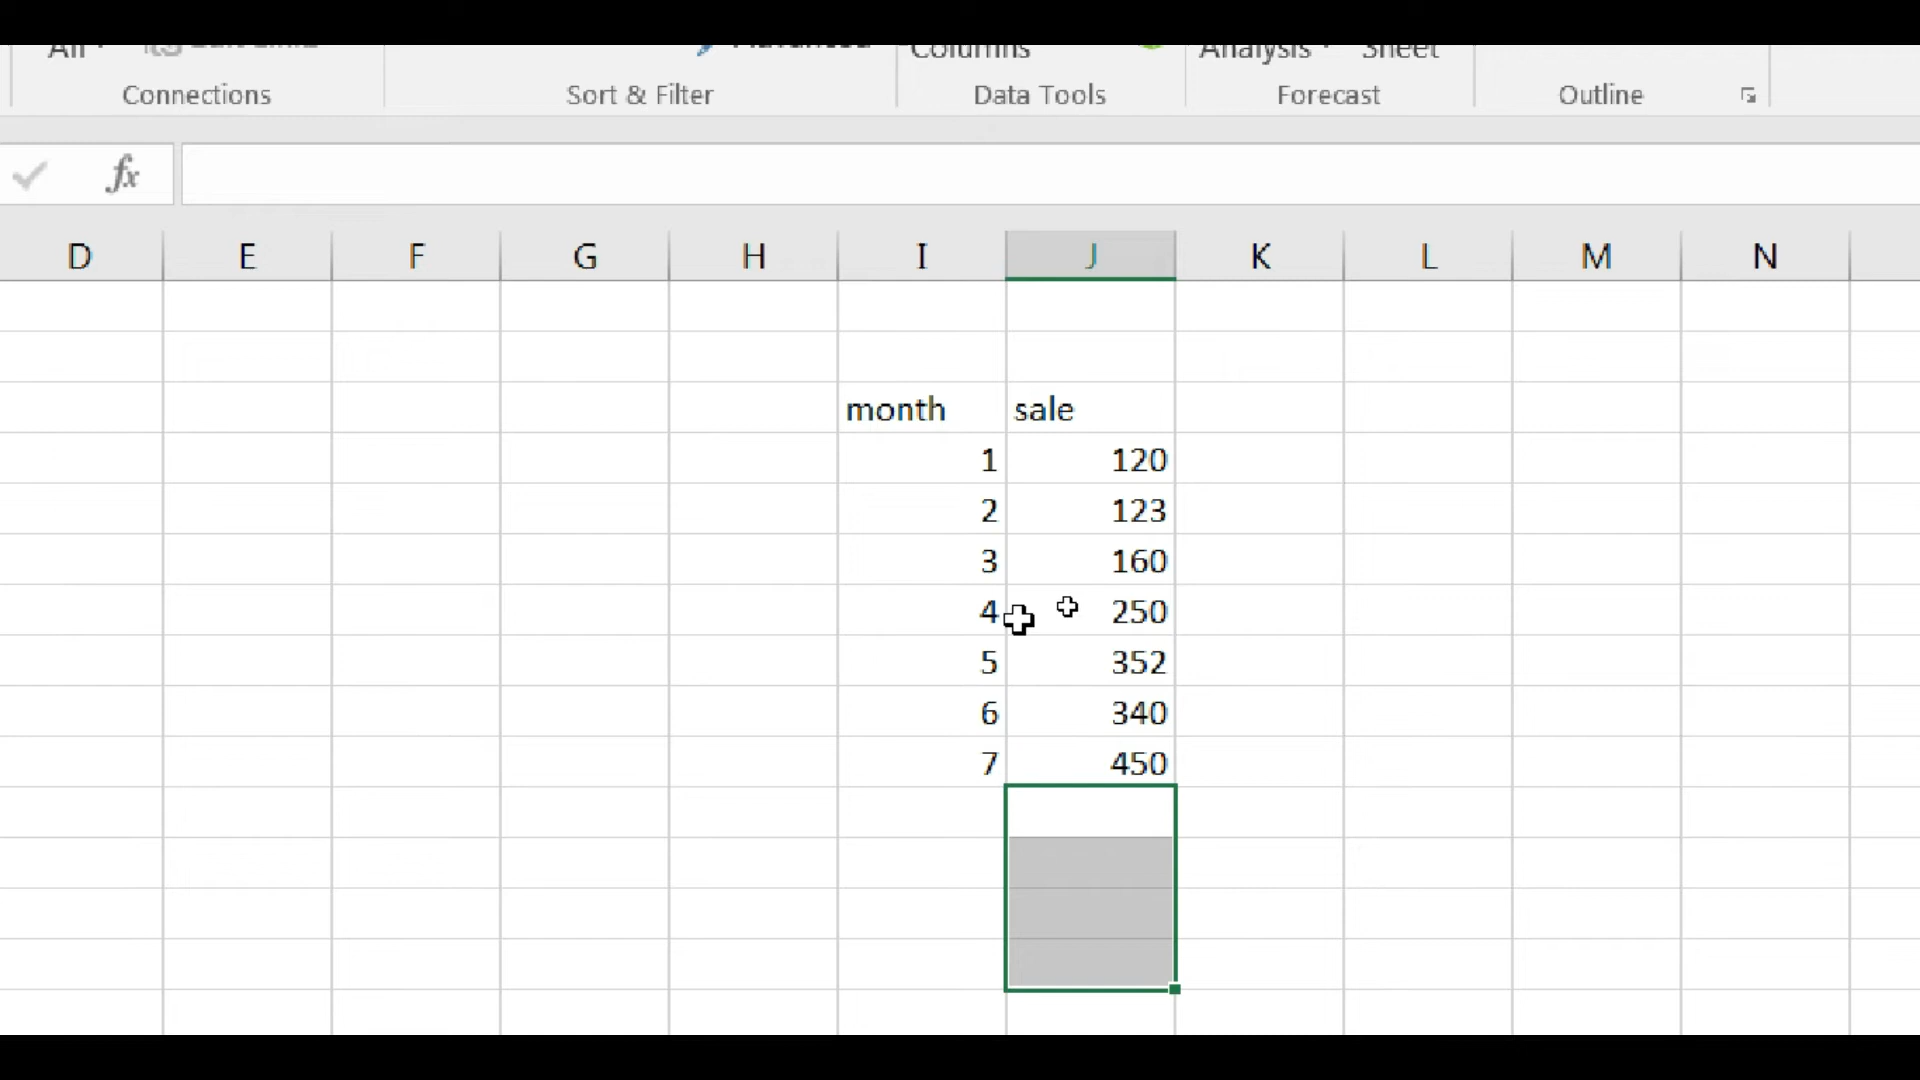 All Columns Analysis Sheet
Connections Sort & Filter Data Tools Forecast Outline
fx
D E F G H I J K L M N
month sale
1 120
2 123
3 160
4 250
5 352
6 340
7 450